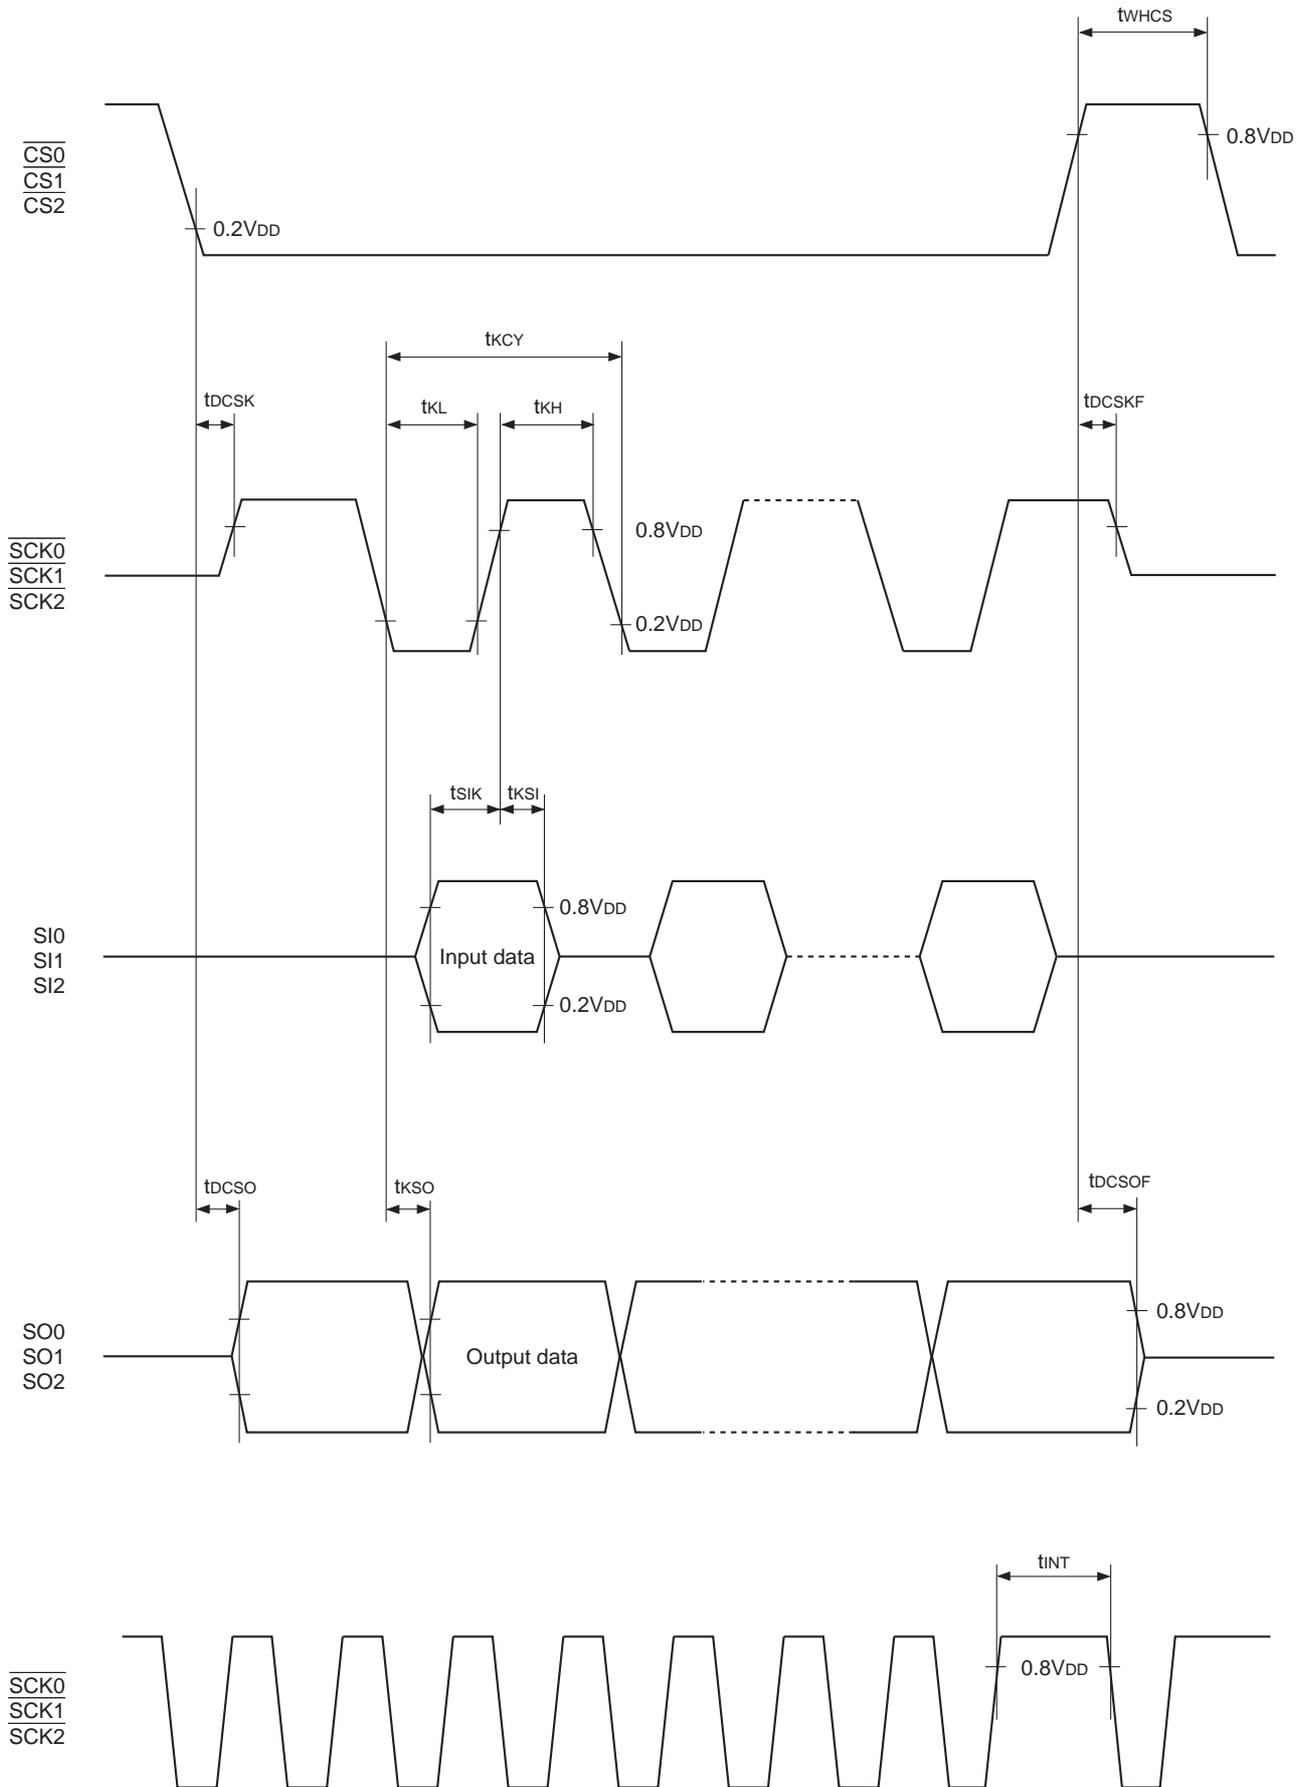 tWHCS
CS0
CS1
CS2
0.8VDD
0.2VDD
tKCY
tDCSK
tKL
tKH
tDCSKF
SCK0
SCK1
SCK2
0.8VDD
0.2VDD
tSIK
tKSI
SI0
SI1
SI2
0.8VDD
Input data
0.2VDD
tDCSO
tKSO
tDCSOF
SO0
SO1
SO2
Output data
0.8VDD
0.2VDD
tINT
SCK0
SCK1
SCK2
0.8VDD